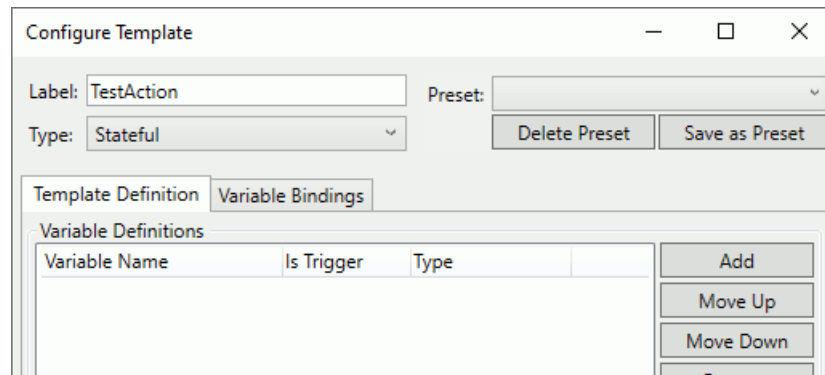 Configure Template
Label: TestAction Preset:
Type: Stateful Delete Preset Save as Preset
Template Definition Variable Bindings
Variable Definitions
Variable Name Is Trigger Type Add
Move Up
Move Down